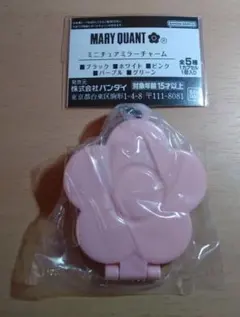 MARY QUANT
ミニチュアミラーチャーム
■ブラック ■ホワイト ■ピンク
■パープル ■グリーン
全5種
発売元
株式会社バンダイ
対象年齢15才以上
東京都台東区駒形1-4-8 〒111-8081